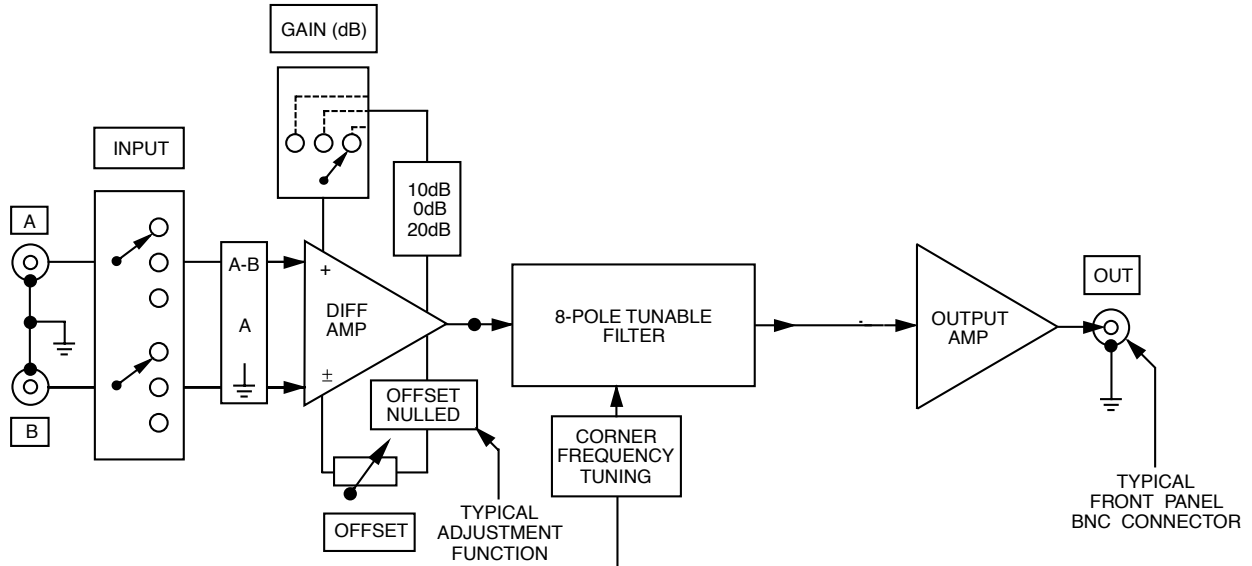 GAIN (dB)
INPUT
10dB
0dB
20dB
A
A-B
+
DIFF
AMP
A
±
B
8-POLE TUNABLE
FILTER
OUTPUT
AMP
OUT
OFFSET
NULLED
CORNER
FREQUENCY
TUNING
OFFSET
TYPICAL
ADJUSTMENT
FUNCTION
TYPICAL
FRONT PANEL
BNC CONNECTOR